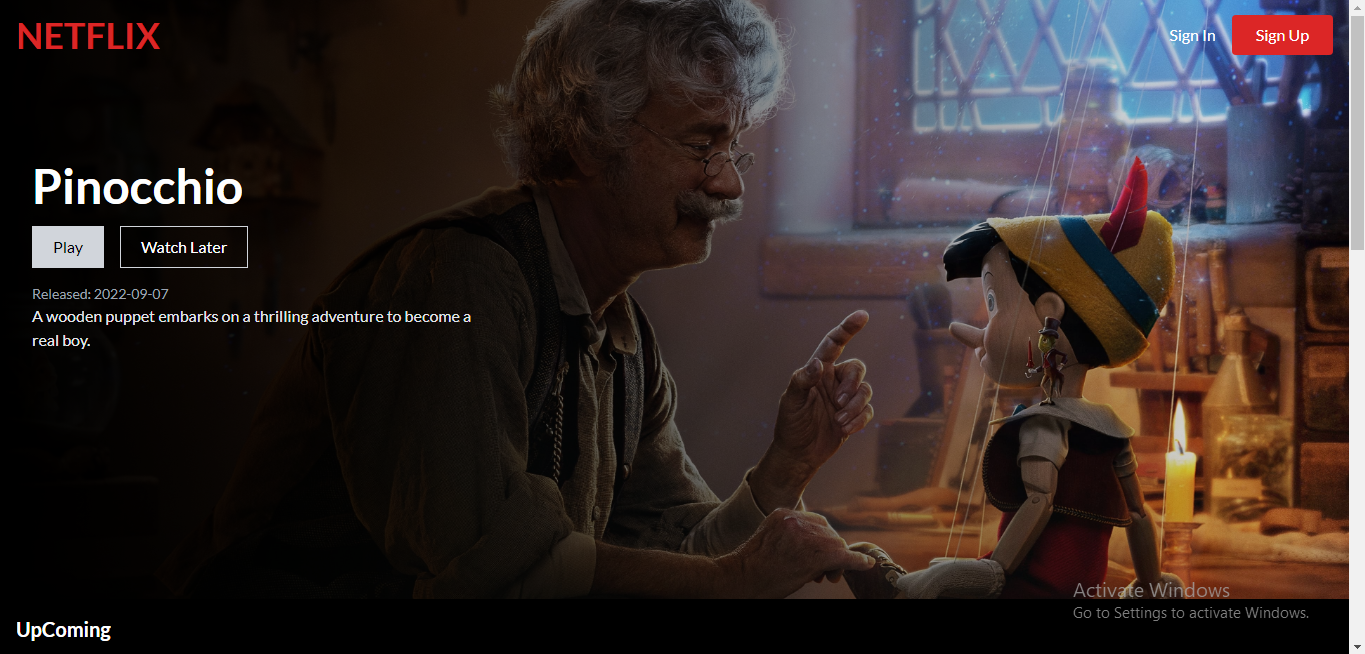 NETFLIX
Sign In
Sign Up
Pinocchio
Play
Watch Later
Released: 2022-09-07
A wooden puppet embarks on a thrilling adventure to become a
real boy.
Activate Windows
Go to Settings to activate Windows.
UpComing